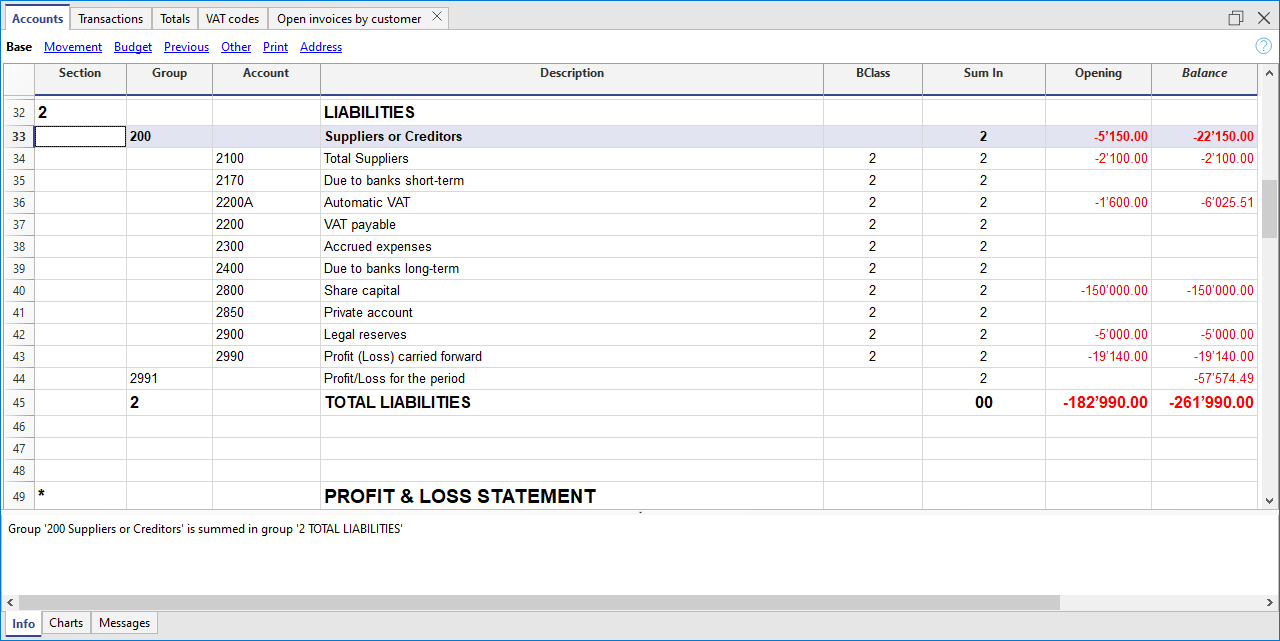 Accounts Transactions Totals VAT codes Open invoices by customer
Base Movement Budget Previous Other Print Address
Section Group Account Description BClass Sum In Opening Balance
32 2 LIABILITIES
33 200 Suppliers or Creditors 2 -5'150.00 -22'150.00
34 2100 Total Suppliers 2 2 -2'100.00 -2'100.00
35 2170 Due to banks short-term 2 2
36 2200A Automatic VAT 2 2 -1'600.00 -6'025.51
37 2200 VAT payable 2 2
38 2300 Accrued expenses 2 2
39 2400 Due to banks long-term 2 2
40 2800 Share capital 2 2 -150'000.00 -150'000.00
41 2850 Private account 2 2
42 2900 Legal reserves 2 2 -5'000.00 -5'000.00
43 2990 Profit (Loss) carried forward 2 2 -19'140.00 -19'140.00
44 2991 Profit/Loss for the period 2 -57'574.49
45 2 TOTAL LIABILITIES 00 -182'990.00 -261'990.00
46
47
48
49 * PROFIT & LOSS STATEMENT
Group '200 Suppliers or Creditors' is summed in group '2 TOTAL LIABILITIES'
Info Charts Messages